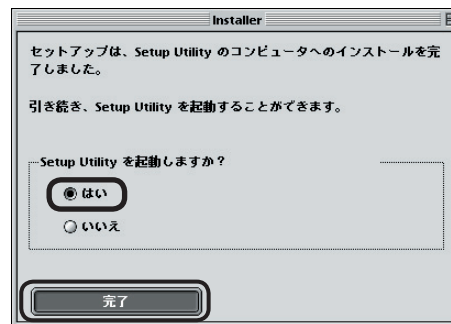 Installer
セットアップは、Setup Utility のコンピュータへのインストールを完
了しました。
引き続き、Setup Utility を起動することができます。
Setup Utility を起動しますか？
はい
いいえ
完了